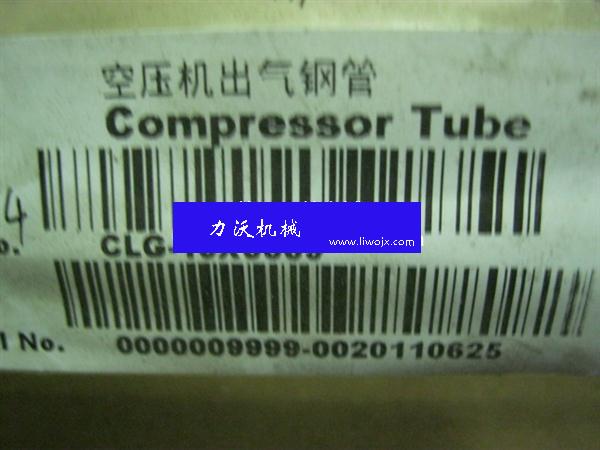 空压机出气钢管
Compressor Tube
4
力沃机械
www.liwojx.com
o.
CLG-
l No.
0000009999-0020110625